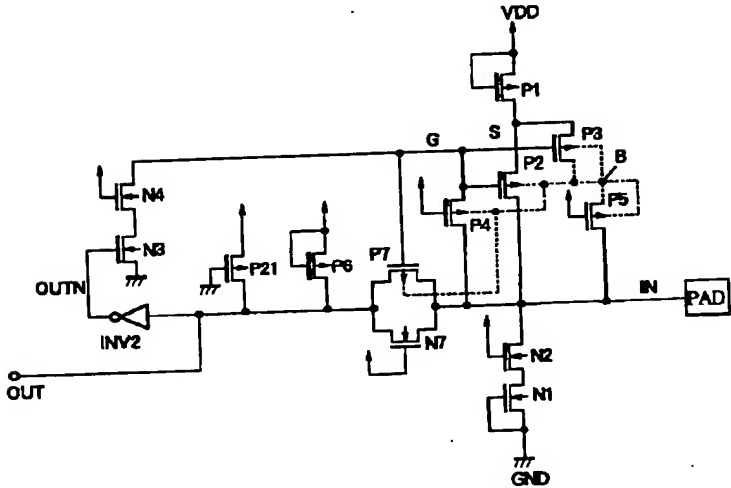 VDD
P1
G
S
P3
P2
B
N4
P4
P5
N3
P7
P21
P6
OUTN
IN
PAD
INV2
N7
N2
OUT
N1
GND